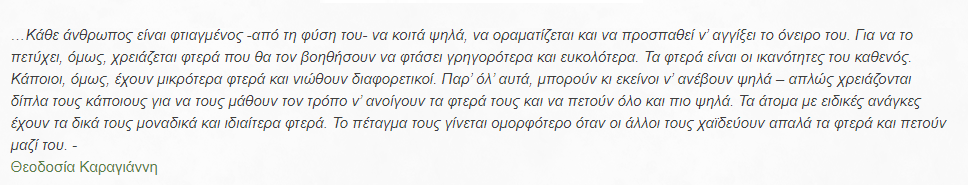 …Κάθε άνθρωπος είναι φτιαγμένος -από τη φύση του- να κοιτά ψηλά, να οραματίζεται και να προσπαθεί ν’ αγγίξει το όνειρο του. Για να το
πετύχει, όμως, χρειάζεται φτερά που θα τον βοηθήσουν να φτάσει γρηγορότερα και ευκολότερα. Τα φτερά είναι οι ικανότητες του καθενός.
Κάποιοι, όμως, έχουν μικρότερα φτερά και νιώθουν διαφορετικοί. Παρ’ όλ’ αυτά, μπορούν κι εκείνοι ν’ ανέβουν ψηλά – απλώς χρειάζονται
δίπλα τους κάποιους για να τους μάθουν τον τρόπο ν’ ανοίγουν τα φτερά τους και να πετούν όλο και πιο ψηλά. Τα άτομα με ειδικές ανάγκες
έχουν τα δικά τους μοναδικά και ιδιαίτερα φτερά. Το πέταγμα τους γίνεται ομορφότερο όταν οι άλλοι τους χαϊδεύουν απαλά τα φτερά και πετούν
μαζί του. -
Θεοδοσία Καραγιάννη